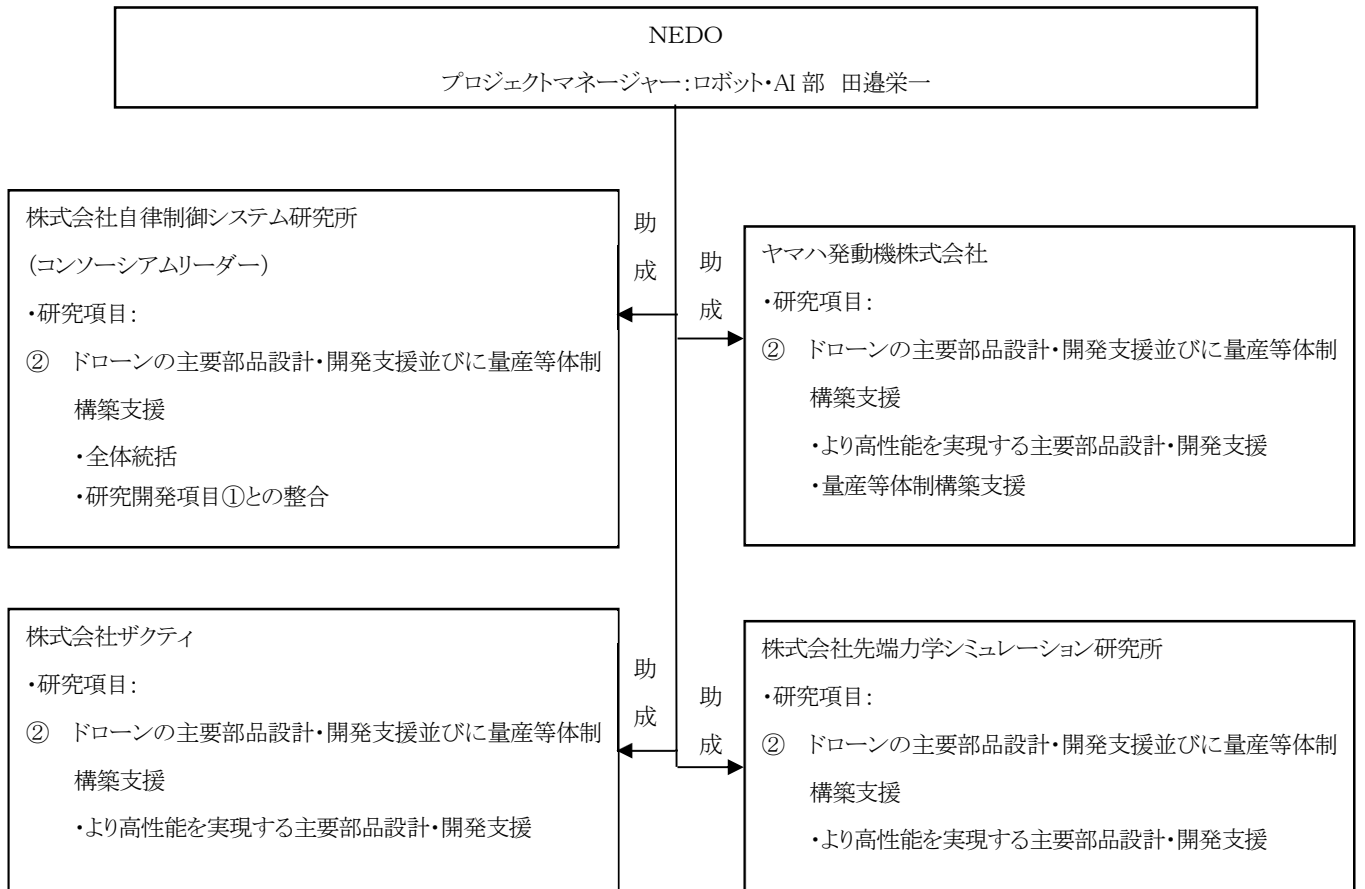 NEDO
プロジェクトマネージャー：ロボット・AI 部　田邉栄一
株式会社自律制御システム研究所
(コンソーシアムリーダー)
・研究項目：
②　ドローンの主要部品設計・開発支援並びに量産等体制
構築支援
・全体統括
・研究開発項目①との整合
助
成
助
成
ヤマハ発動機株式会社
・研究項目：
②　ドローンの主要部品設計・開発支援並びに量産等体制
構築支援
・より高性能を実現する主要部品設計・開発支援
・量産等体制構築支援
株式会社ザクティ
・研究項目：
②　ドローンの主要部品設計・開発支援並びに量産等体制
構築支援
・より高性能を実現する主要部品設計・開発支援
助
成
助
成
株式会社先端力学シミュレーション研究所
・研究項目：
②　ドローンの主要部品設計・開発支援並びに量産等体制
構築支援
・より高性能を実現する主要部品設計・開発支援